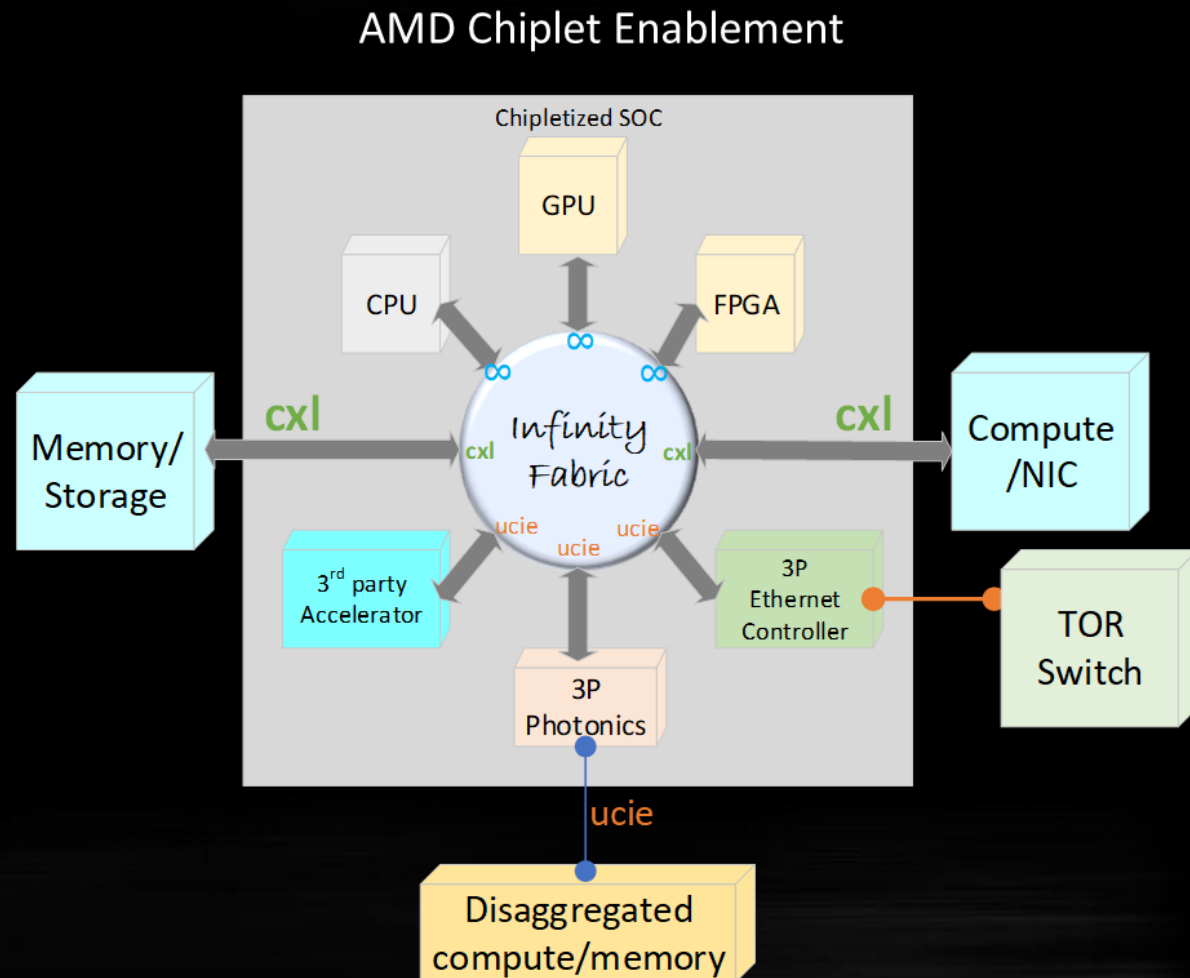 AMD Chiplet Enablement
Chipletized SOC
GPU
CPU
FPGA
∞
∞
∞
cxl
cxl
Memory/
Storage
Infinity
Fabric
cxl
cxl
Compute
/NIC
ucie
ucie
ucie
3rd party
Accelerator
3P
Ethernet
Controller
TOR
Switch
3P
Photonics
ucie
Disaggregated
compute/memory